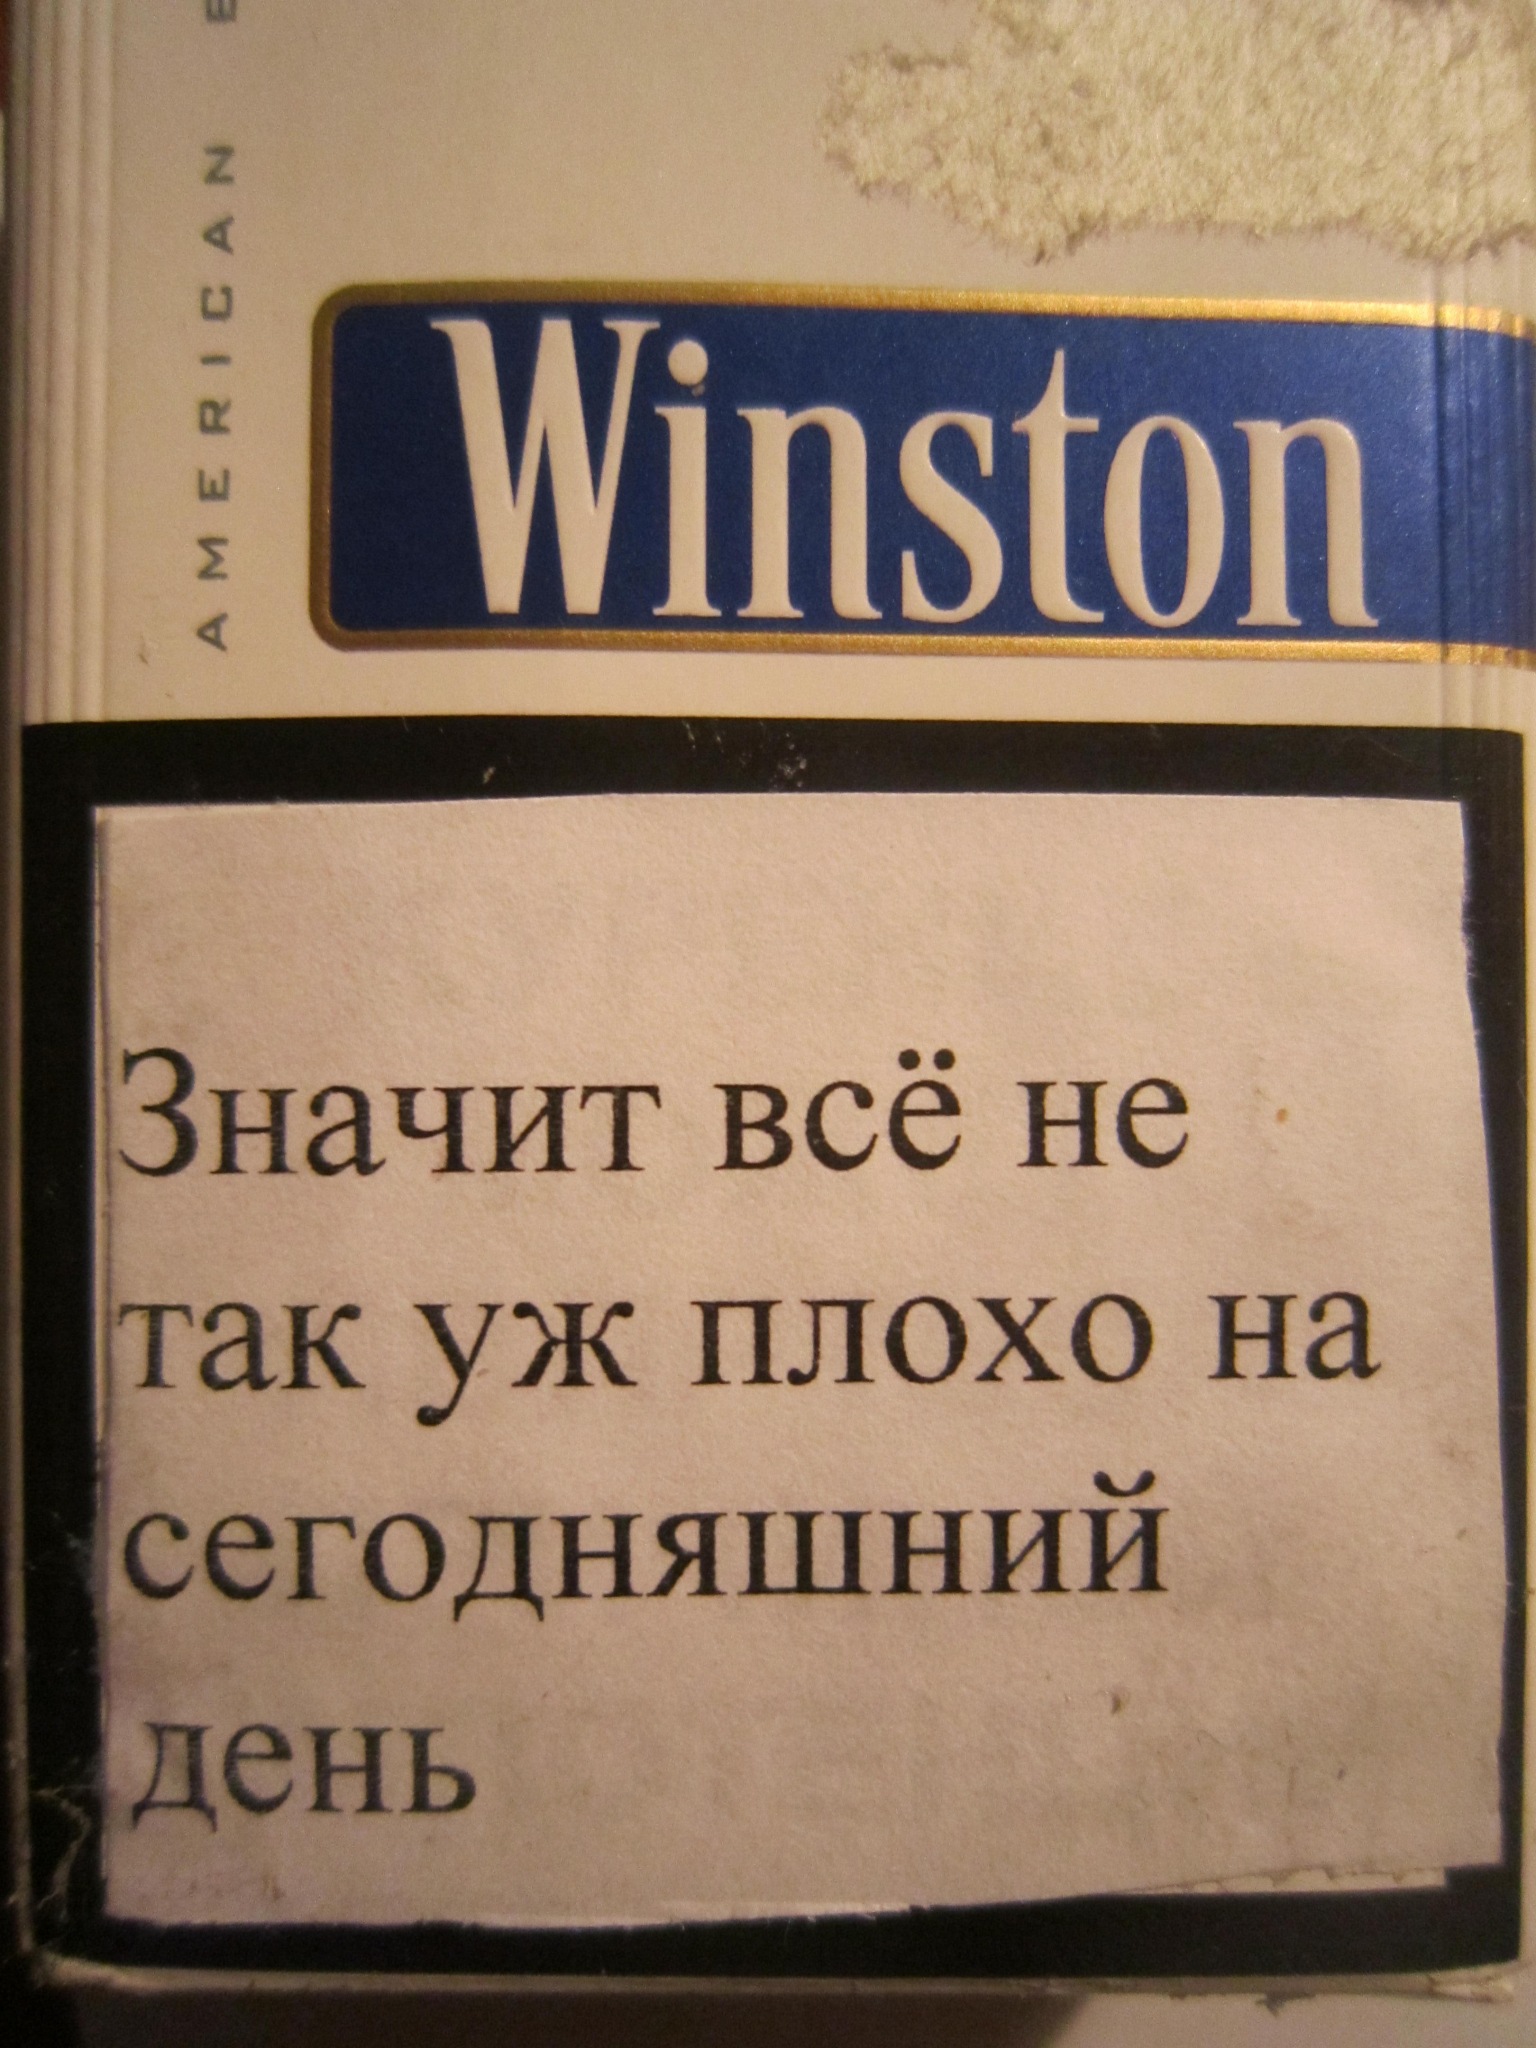 AMERICAN
Winston
Значит всё не
так уж плохо на
сегодняшний
день